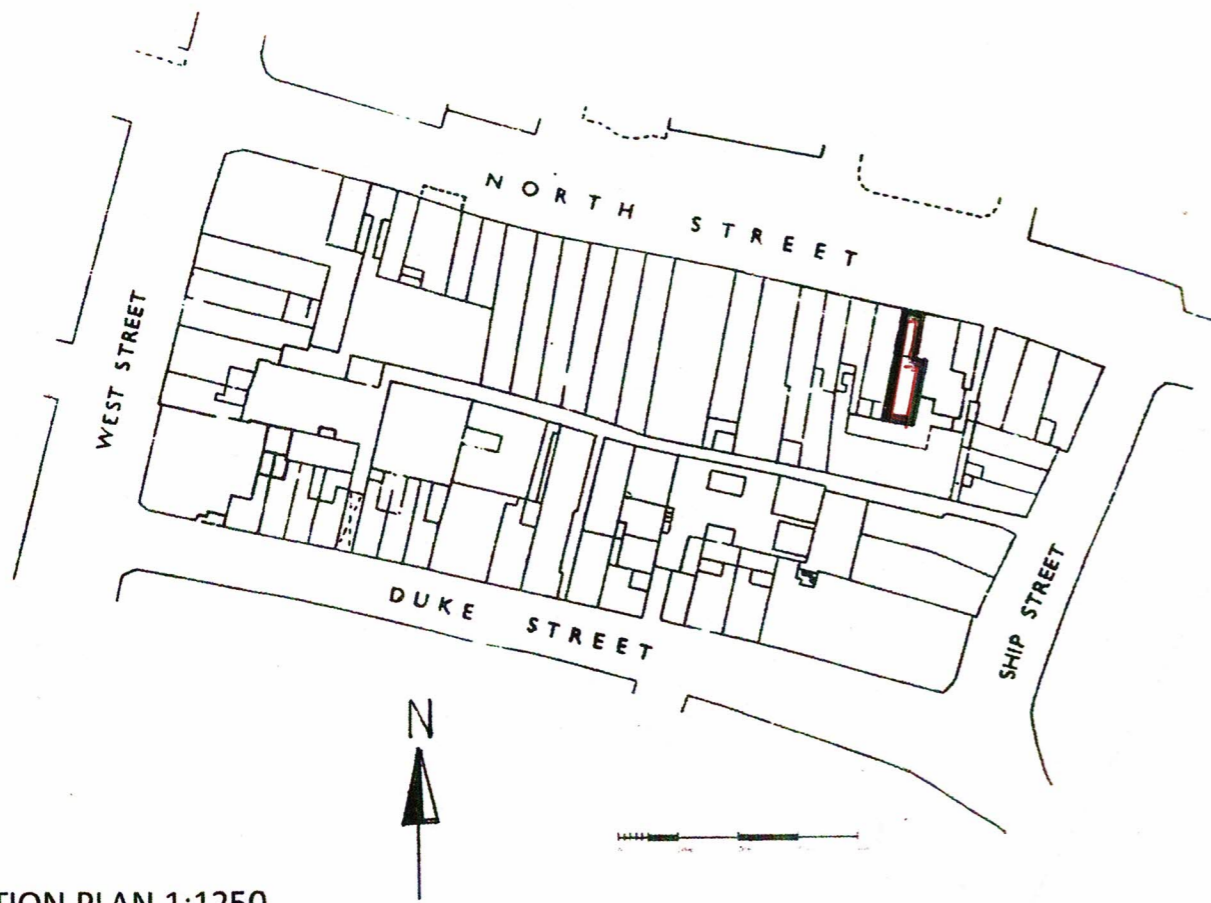 NORTH STREET
WEST STREET
DUKE STREET
SHIP STREET
N
TION PLAN 1:1250